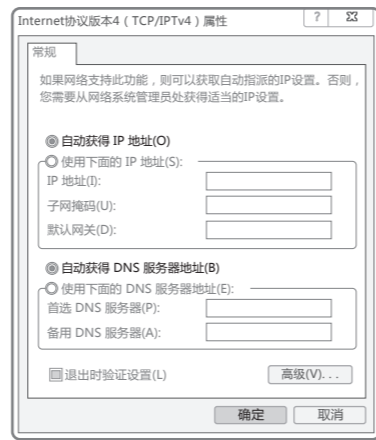 Internet协议版本4 ( TCP/IPTv4 ) 属性
? ⅹ
常规
如果网络支持此功能，则可以获取自动指派的IP设置。否则，
您需要从网络系统管理员处获得适当的IP设置。
自动获得 IP 地址(O)
使用下面的 IP 地址(S):
IP 地址(I):
子网掩码(U):
默认网关(D):
自动获得 DNS 服务器地址(B)
使用下面的 DNS 服务器地址(E):
首选 DNS 服务器(P):
备用 DNS 服务器(A):
退出时验证设置(L)
高级(V). . .
确定 取消